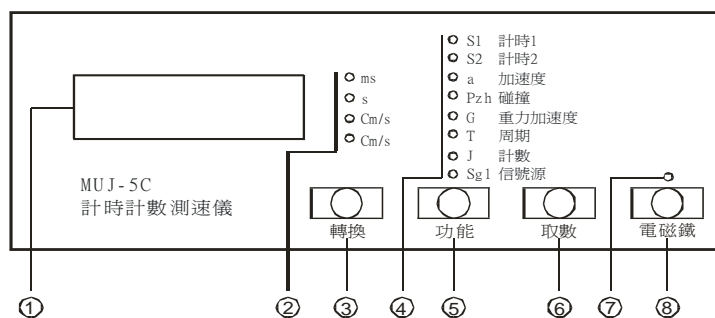 ms
s
Cm/s
Cm/s
S1 計時1
S2 計時2
a 加速度
Pzh 碰撞
G 重力加速度
T 周期
J 計數
Sgl 信號源
MUJ-5C
計時計數測速儀
轉換
功能
取數
電磁鐵
① ② ③ ④ ⑤ ⑥ ⑦ ⑧